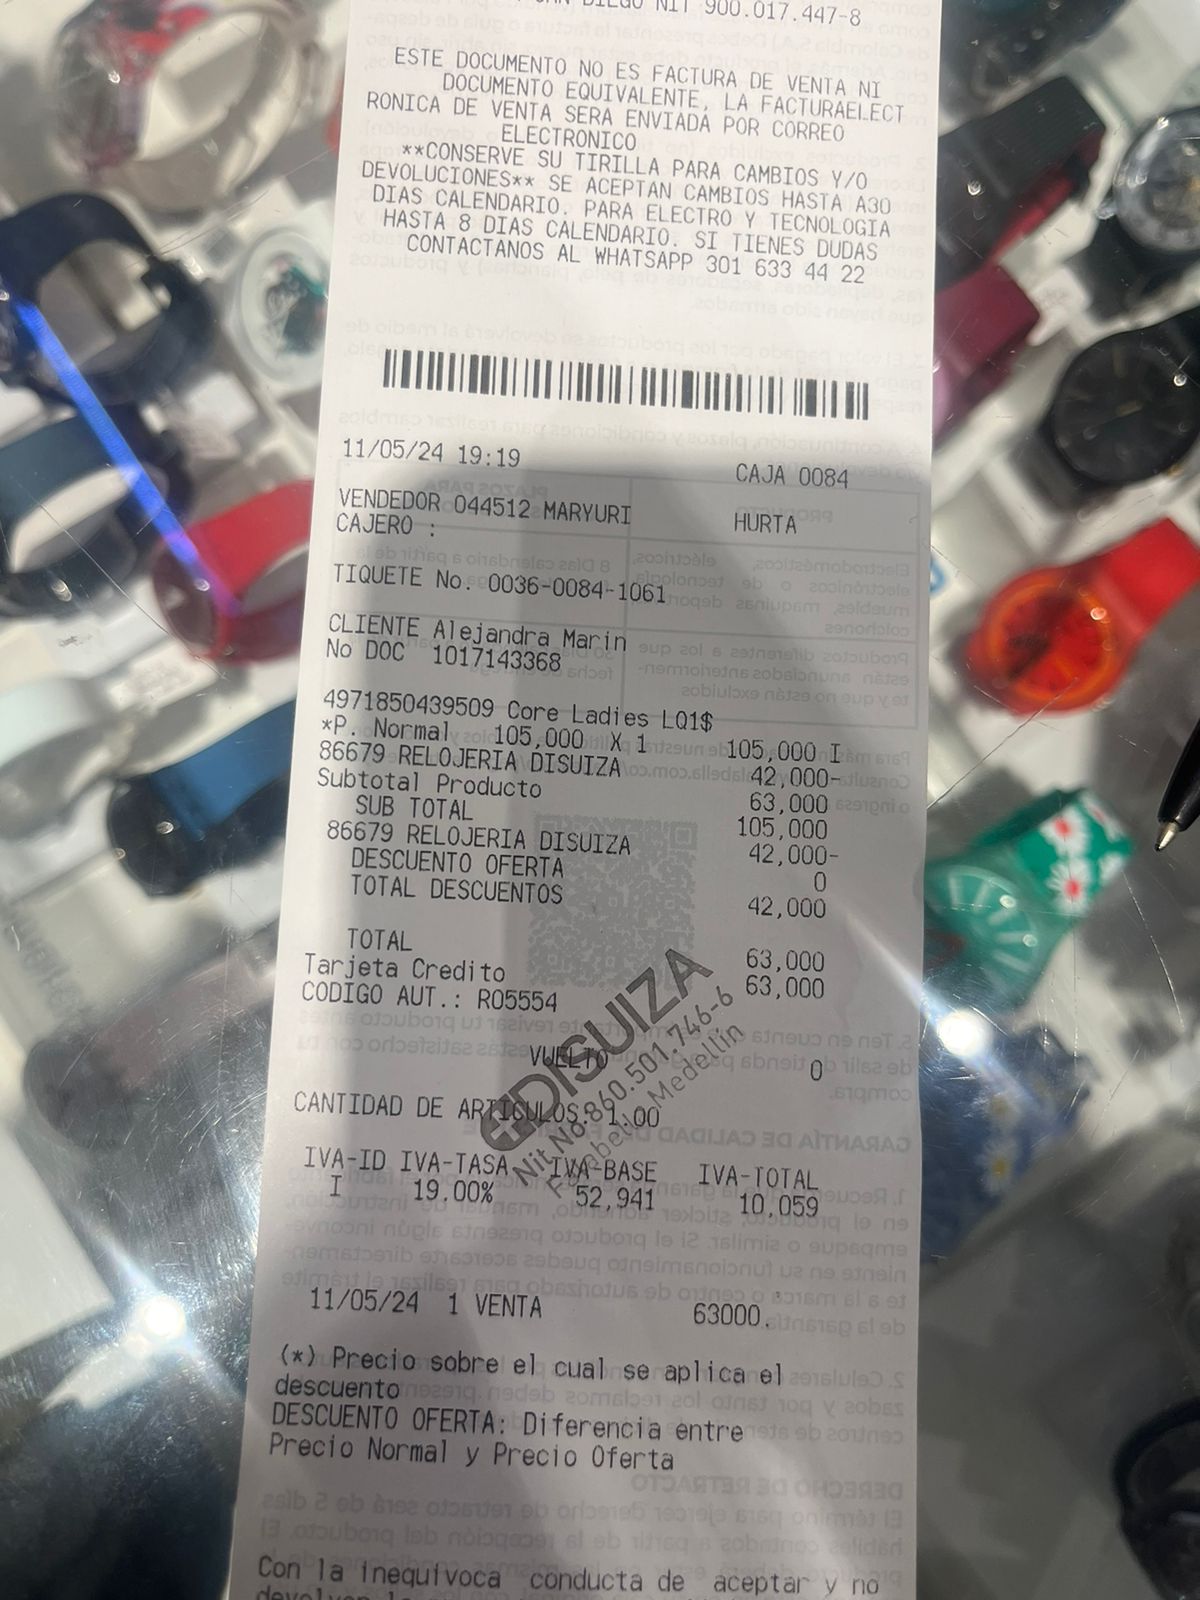 SAN DIEGO NIT 900.017.447-8
ESTE DOCUMENTO NO ES FACTURA DE VENTA NI
DOCUMENTO EQUIVALENTE, LA FACTURAELECT
RONICA DE VENTA SERA ENVIADA POR CORREO
ELECTRONICO
**CONSERVE SU TIRILLA PARA CAMBIOS Y/O
DEVOLUCIONES** SE ACEPTAN CAMBIOS HASTA A30
DIAS CALENDARIO. PARA ELECTRO Y TECNOLOGIA
HASTA 8 DIAS CALENDARIO. SI TIENES DUDAS
CONTACTANOS AL WHATSAPP 301 633 44 22
11/05/24 19:19 CAJA 0084
VENDEDOR 044512 MARYURI HURTA
CAJERO :
TIQUETE No. 0036-0084-1061
CLIENTE Alejandra Marin
No DOC 1017143368
4971850439509 Core Ladies LQ1$
*P. Normal 105,000 X 1 105,000 I
86679 RELOJERIA DISUIZA 42,000-
Subtotal Producto 63,000
SUB TOTAL 105,000
86679 RELOJERIA DISUIZA 42,000-
DESCUENTO OFERTA 0
TOTAL DESCUENTOS 42,000
TOTAL 63,000
Tarjeta Credito 63,000
CODIGO AUT.: R05554
DISUIZA
Nit No. 860.501.746-6
Falabella Medellín
VUELTO 0
CANTIDAD DE ARTICULOS: 1.00
IVA-ID IVA-TASA IVA-BASE IVA-TOTAL
I 19.00% 52,941 10,059
11/05/24 1 VENTA 63000.
(*) Precio sobre el cual se aplica el
descuento
DESCUENTO OFERTA: Diferencia entre
Precio Normal y Precio Oferta
Con la inequivoca conducta de aceptar y no